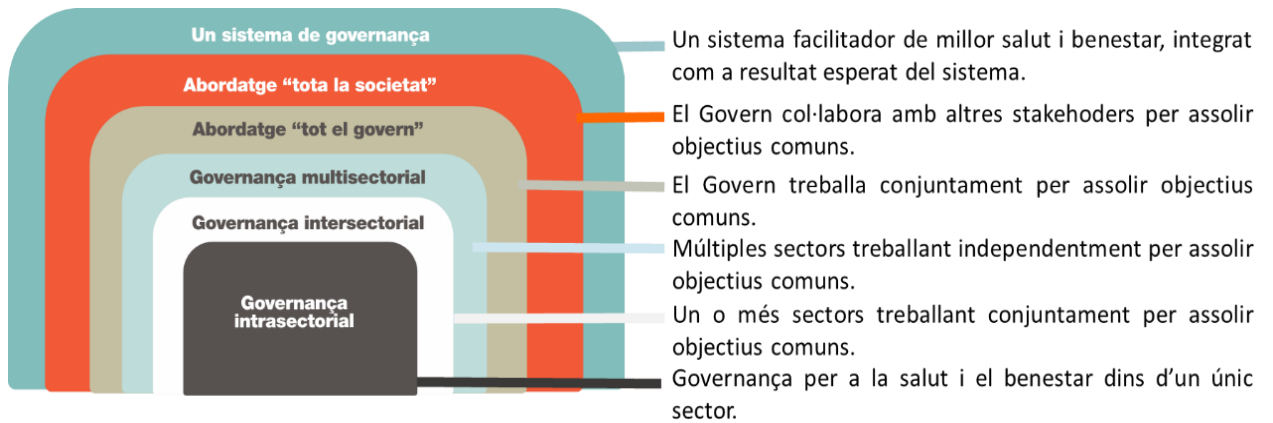 Un sistema de governança
Abordatge “tota la societat”
Abordatge “tot el govern”
Governança multisectorial
Governança intersectorial
Governança
intrasectorial
Un sistema facilitador de millor salut i benestar, integrat
com a resultat esperat del sistema.
El Govern col·labora amb altres stakehoders per assolir
objectius comuns.
El Govern treballa conjuntament per assolir objectius
comuns.
Múltiples sectors treballant independentment per assolir
objectius comuns.
Un o més sectors treballant conjuntament per assolir
objectius comuns.
Governança per a la salut i el benestar dins d’un únic
sector.